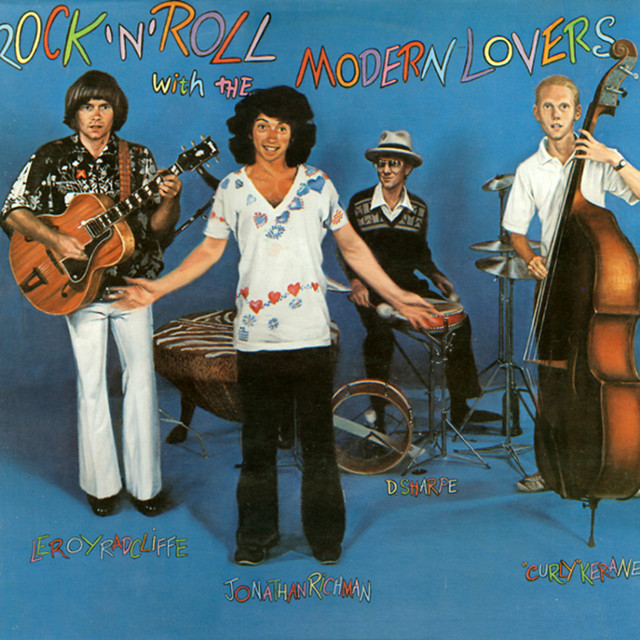 ROCK 'N' ROLL
with the MODERN LOVERS
D SHARPE
LEROY RADCLIFFE
JONATHAN RICHMAN
"CURLY" KERANE